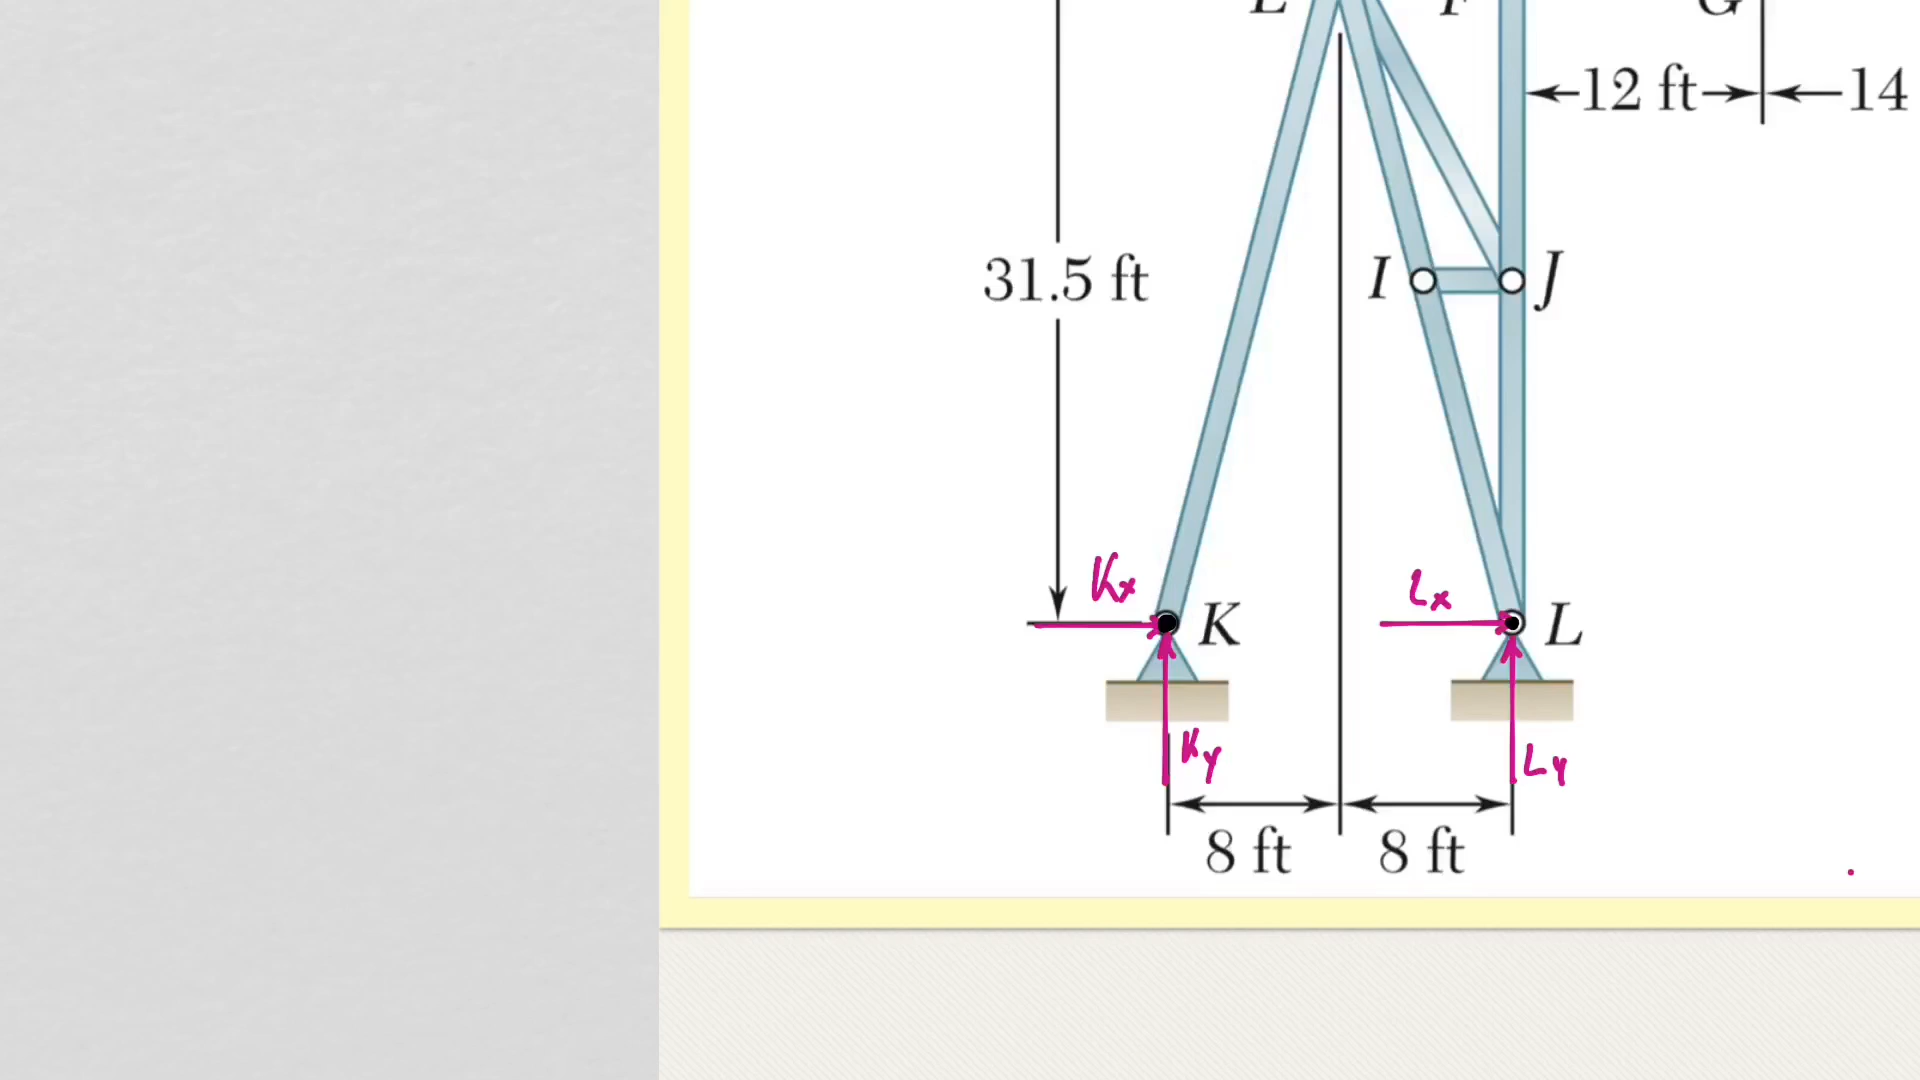 E F G
12 ft 14
31.5 ft
I J
Kx Lx
K L
Ky Ly
8 ft 8 ft